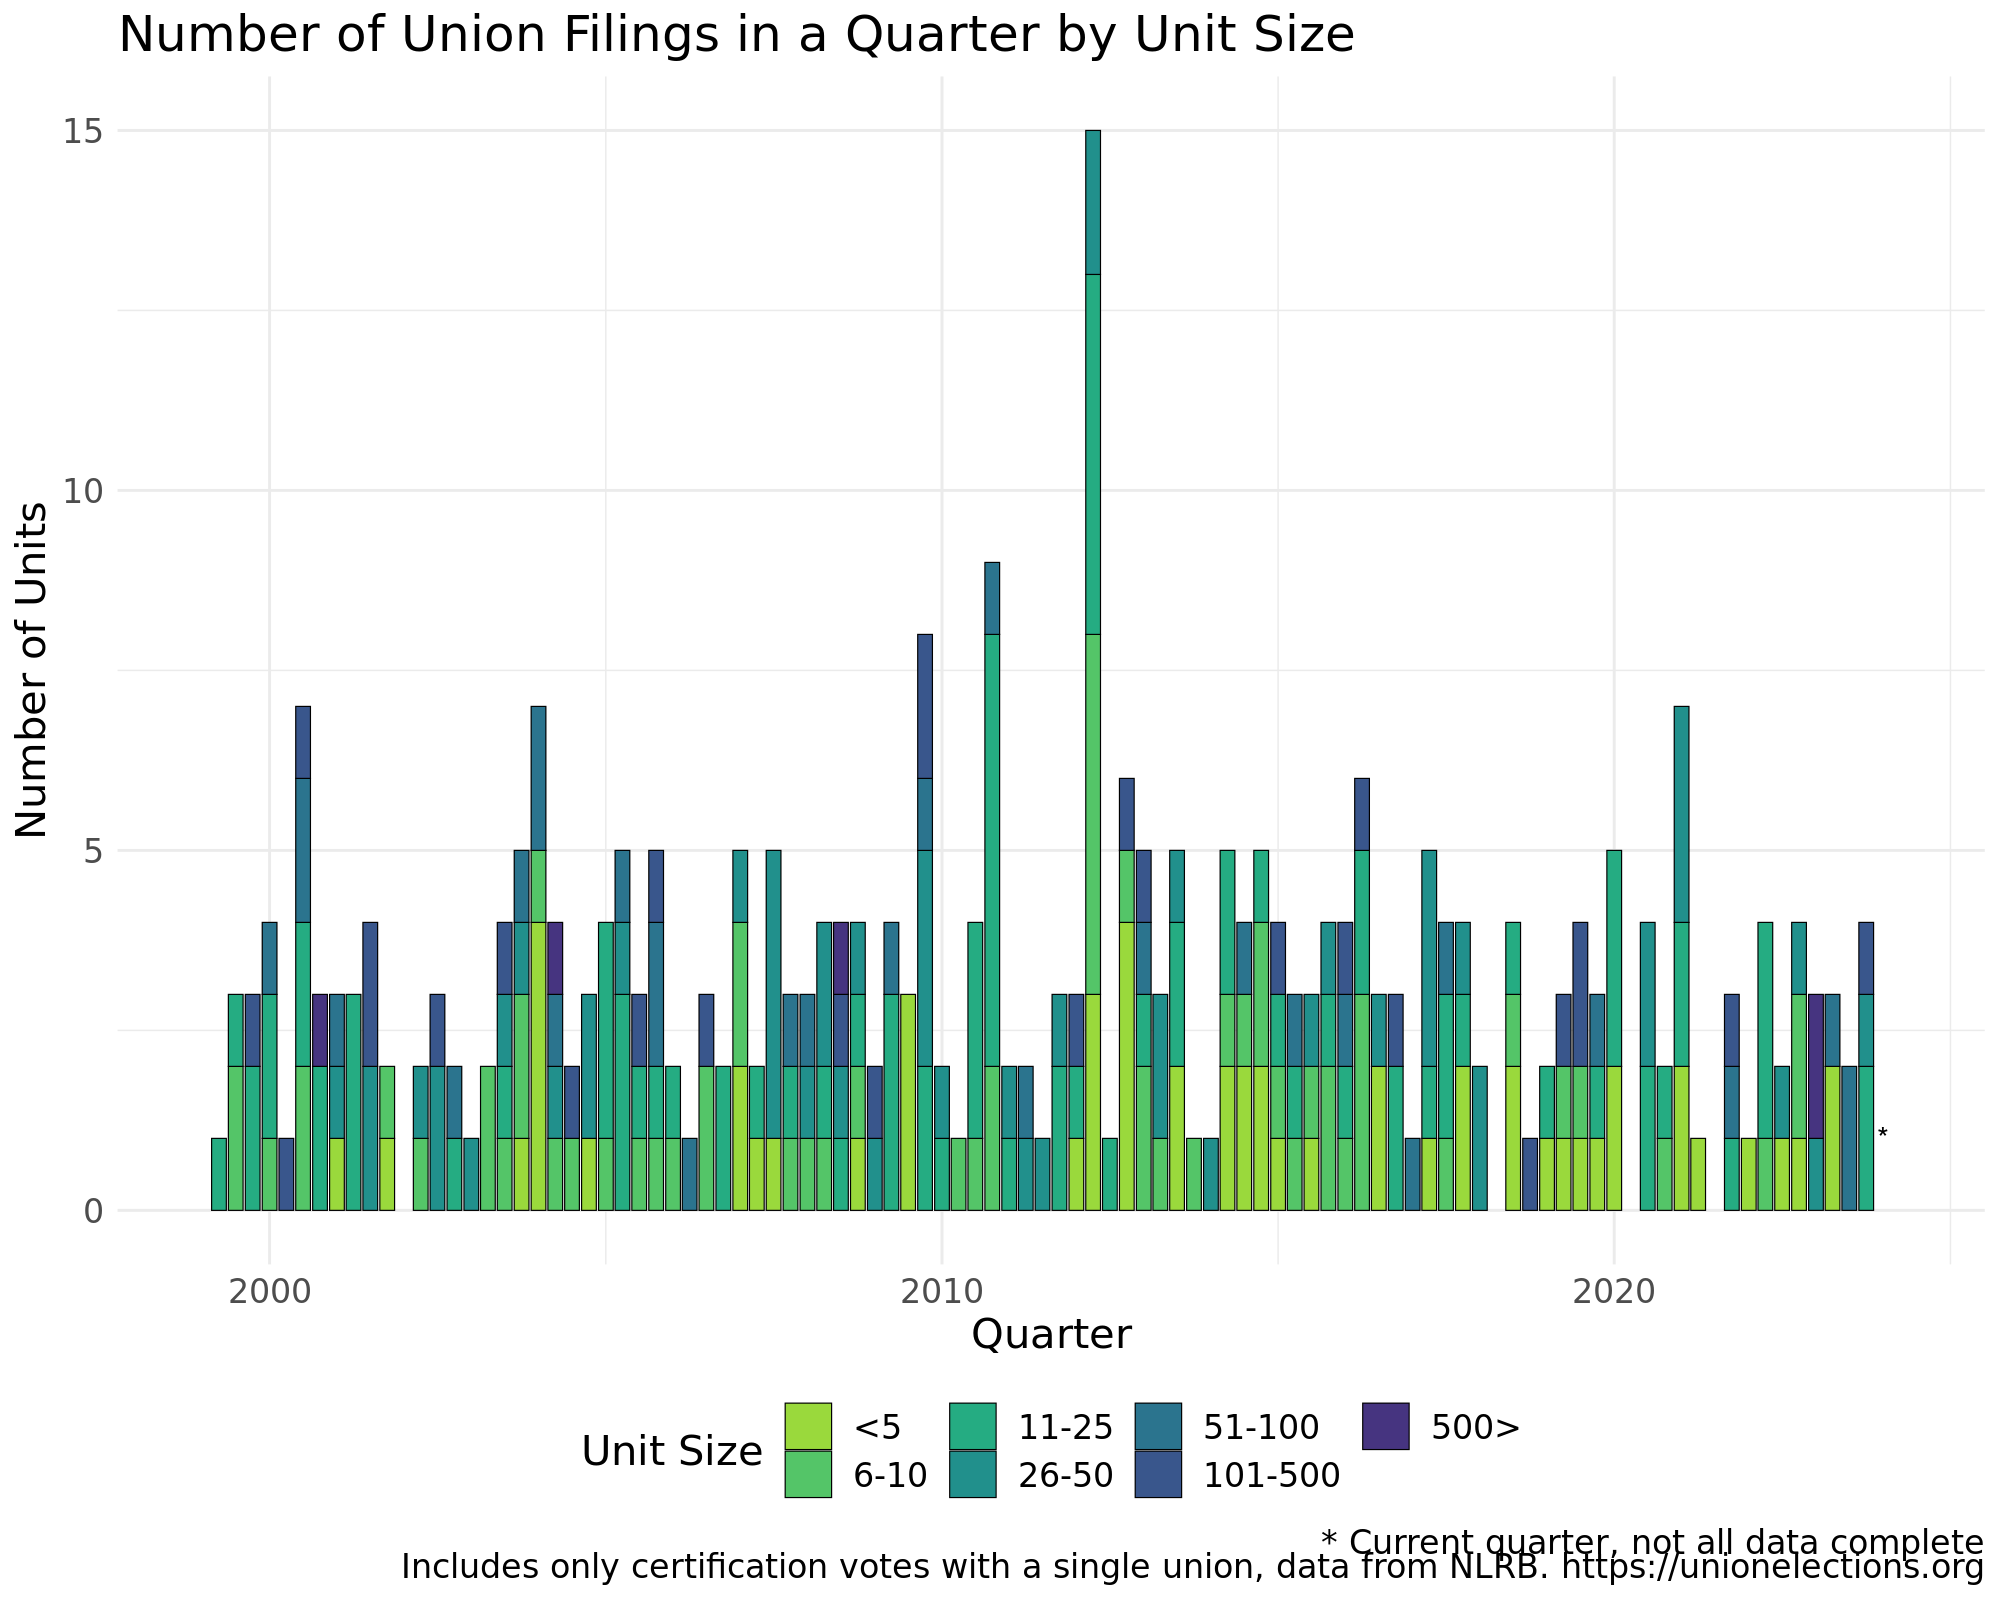 Number of Union Filings in a Quarter by Unit Size
Number of Units
15
10
5
0
*
2000 2010 2020
Quarter
Unit Size
<5 11-25 51-100 500>
6-10 26-50 101-500
* Current quarter, not all data complete
Includes only certification votes with a single union, data from NLRB. https://unionelections.org